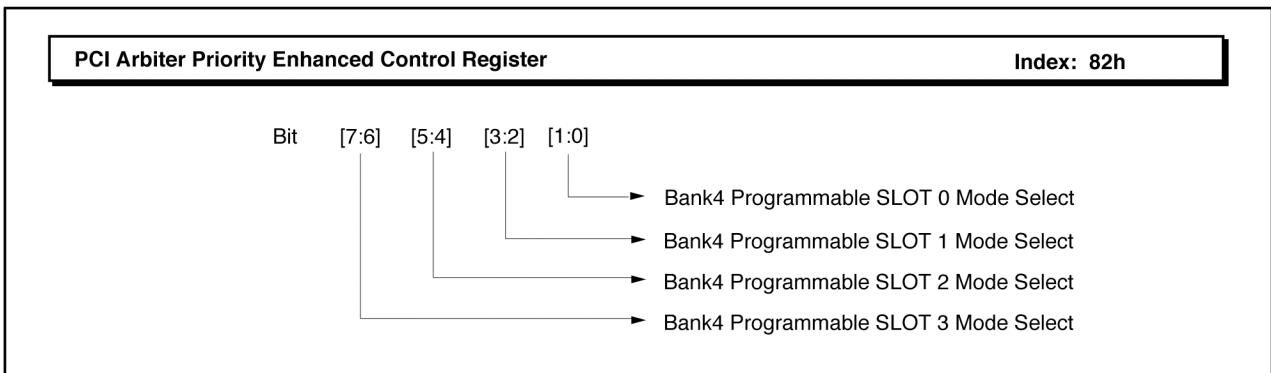 PCI Arbiter Priority Enhanced Control Register Index: 82h
Bit [7:6] [5:4] [3:2] [1:0]
Bank4 Programmable SLOT 0 Mode Select
Bank4 Programmable SLOT 1 Mode Select
Bank4 Programmable SLOT 2 Mode Select
Bank4 Programmable SLOT 3 Mode Select